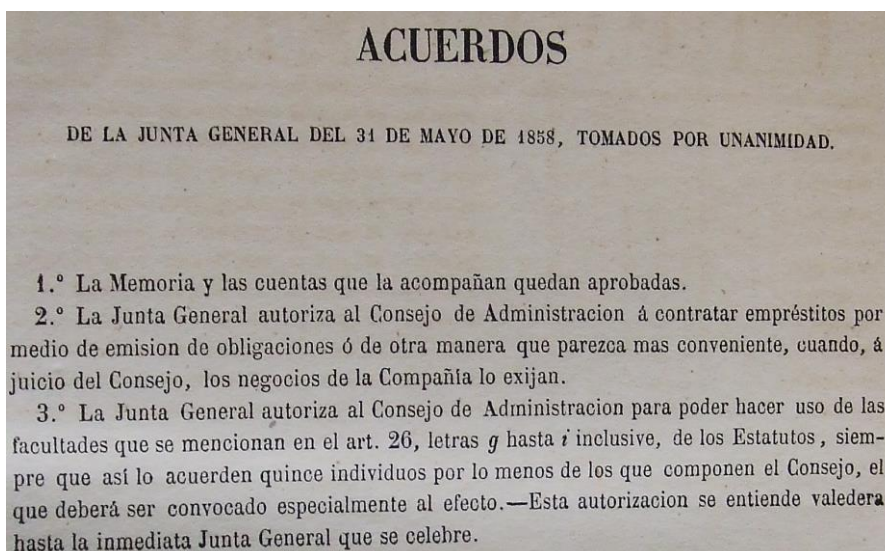 ACUERDOS
DE LA JUNTA GENERAL DEL 31 DE MAYO DE 1858, TOMADOS POR UNANIMIDAD.
1.º La Memoria y las cuentas que la acompañan quedan aprobadas.
2.º La Junta General autoriza al Consejo de Administracion á contratar empréstitos por
medio de emision de obligaciones ó de otra manera que parezca mas conveniente, cuando, á
juicio del Consejo, los negocios de la Compañía lo exijan.
3.º La Junta General autoriza al Consejo de Administracion para poder hacer uso de las
facultades que se mencionan en el art. 26, letras g hasta i inclusive, de los Estatutos, siem-
pre que así lo acuerden quince individuos por lo menos de los que componen el Consejo, el
que deberá ser convocado especialmente al efecto.—Esta autorizacion se entiende valedera
hasta la inmediata Junta General que se celebre.